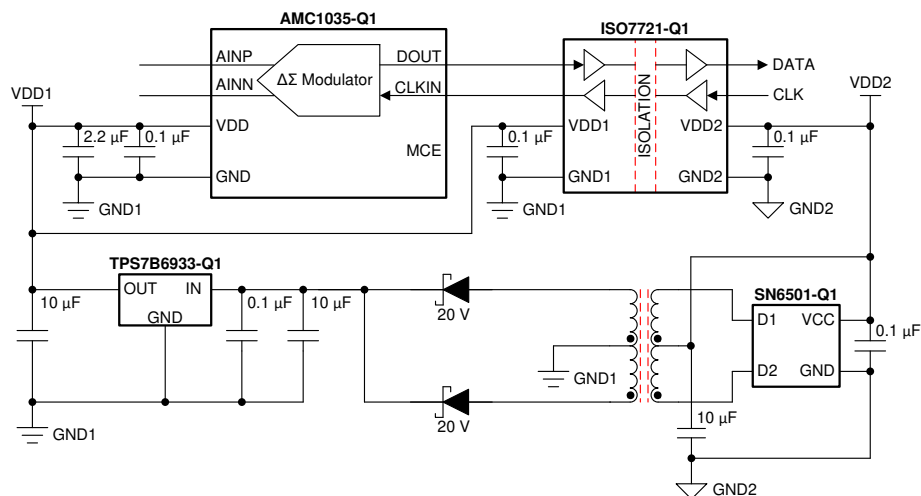 AMC1035-Q1
ISO7721-Q1
AINP
AINN
ΔΣ Modulator
DOUT
CLKIN
DATA
CLK
VDD1
VDD2
2.2 µF
0.1 µF
VDD
MCE
GND
GND1
0.1 µF
VDD1
GND1
GND1
ISOLATION
VDD2
GND2
0.1 µF
GND2
TPS7B6933-Q1
10 µF
OUT
IN
GND
0.1 µF
10 µF
GND1
20 V
20 V
GND1
SN6501-Q1
D1
VCC
D2
GND
0.1 µF
10 µF
GND2